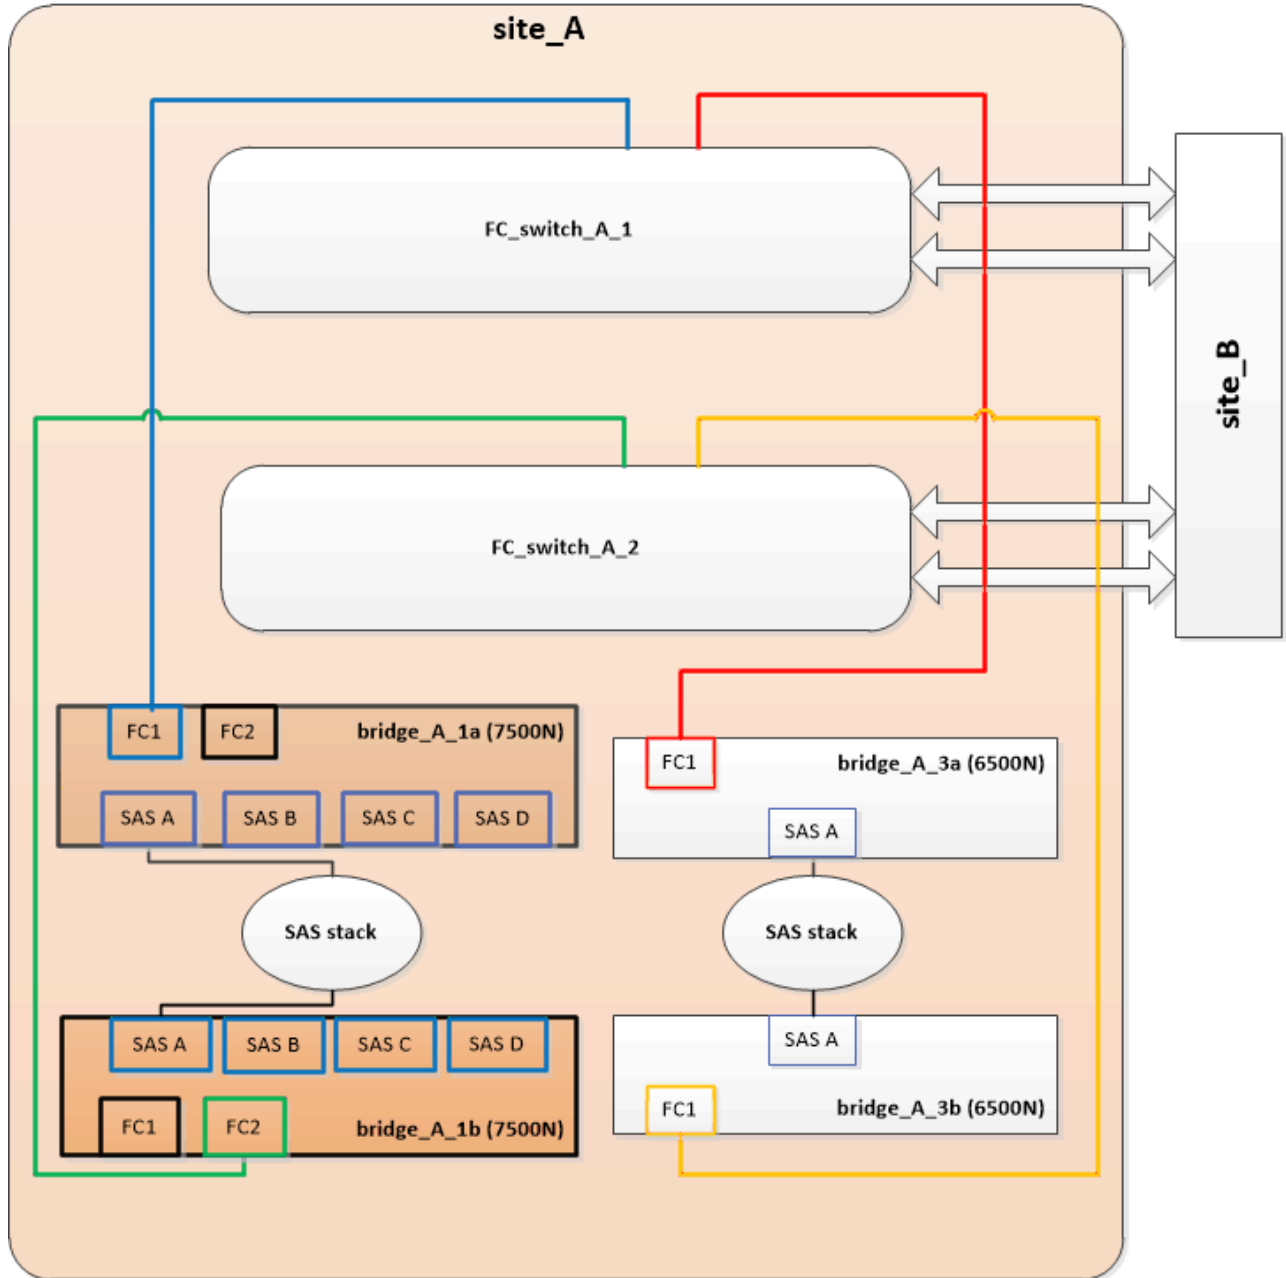 site_A
FC_switch_A_1
site_B
FC_switch_A_2
FC1
FC2
bridge_A_1a (7500N)
SAS A
SAS B
SAS C
SAS D
FC1
bridge_A_3a (6500N)
SAS A
SAS stack
SAS stack
SAS A
SAS B
SAS C
SAS D
FC1
FC2
bridge_A_1b (7500N)
SAS A
FC1
bridge_A_3b (6500N)